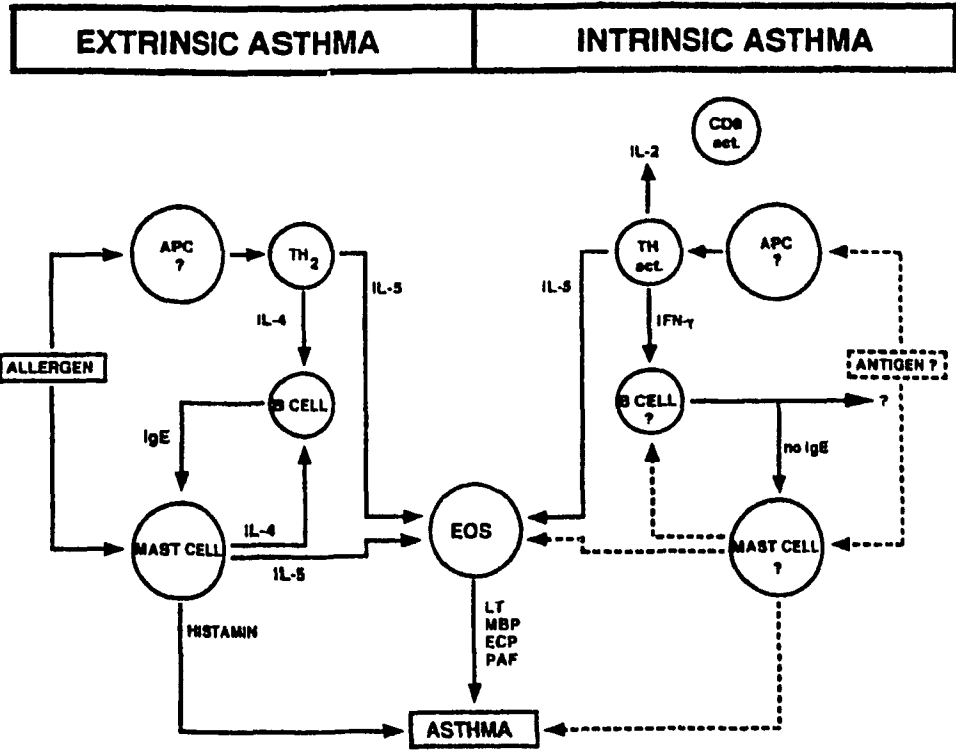 EXTRINSIC ASTHMA
INTRINSIC ASTHMA
CD8
act.
IL-2
APC
?
TH2
TH
act.
APC
?
IL-5
IL-5
IL-4
IFN-γ
ALLERGEN
ANTIGEN ?
B CELL
B CELL
?
?
IgE
no IgE
EOS
MAST CELL
IL-4
IL-5
MAST CELL
?
HISTAMIN
LT
MBP
ECP
PAF
ASTHMA